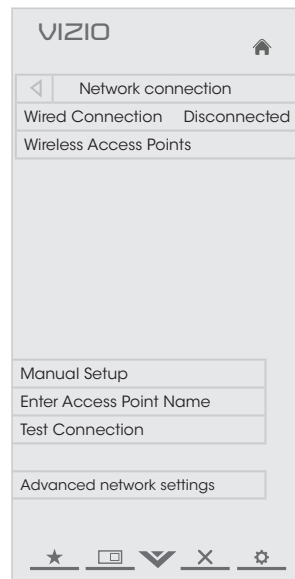 VIZIO
Network connection
Wired Connection Disconnected
Wireless Access Points
Manual Setup
Enter Access Point Name
Test Connection
Advanced network settings